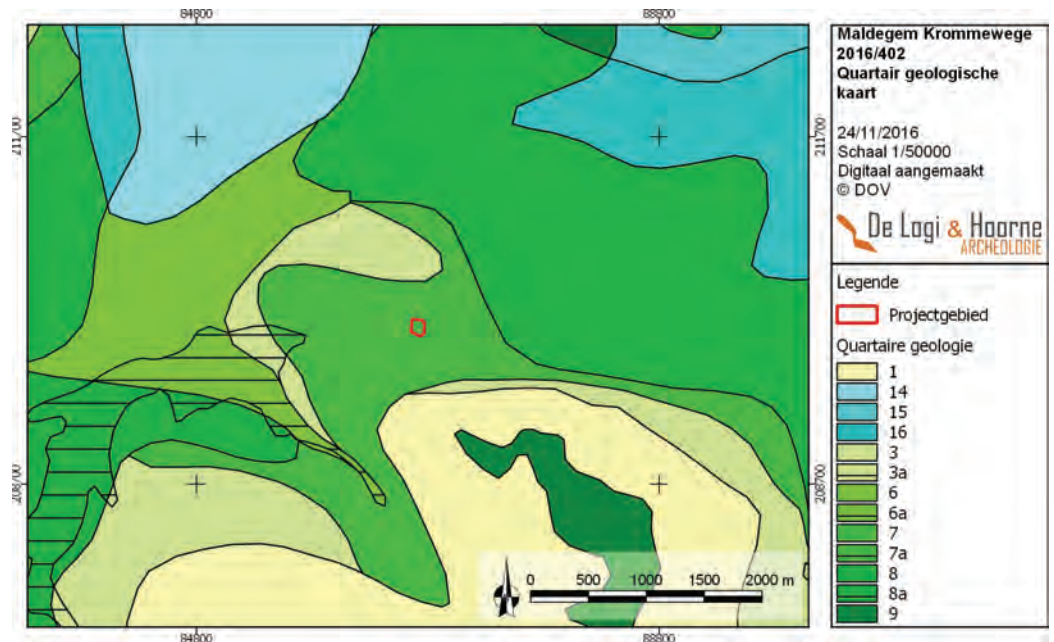 84800
88800
211700
211700
208700
208700
84800
88800
0 500 1000 1500 2000 m
Maldegem Krommewege
2016/402
Quartair geologische
kaart
24/11/2016
Schaal 1/50000
Digitaal aangemaakt
© DOV
De Logi & Hoorne
ARCHEOLOGIE
Legende
Projectgebied
Quartaire geologie
1
14
15
16
3
3a
6
6a
7
7a
8
8a
9